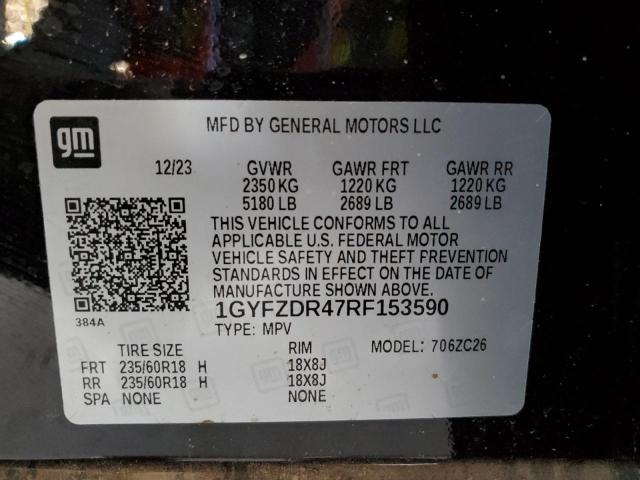 gm
MFD BY GENERAL MOTORS LLC
12/23 GVWR GAWR FRT GAWR RR
2350 KG 1220 KG 1220 KG
5180 LB 2689 LB 2689 LB
THIS VEHICLE CONFORMS TO ALL
APPLICABLE U.S. FEDERAL MOTOR
VEHICLE SAFETY AND THEFT PREVENTION
STANDARDS IN EFFECT ON THE DATE OF
MANUFACTURE SHOWN ABOVE.
384A
1GYFZDR47RF153590
TYPE: MPV
TIRE SIZE RIM MODEL: 706ZC26
FRT 235/60R18 H 18X8J
RR 235/60R18 H 18X8J
SPA NONE NONE